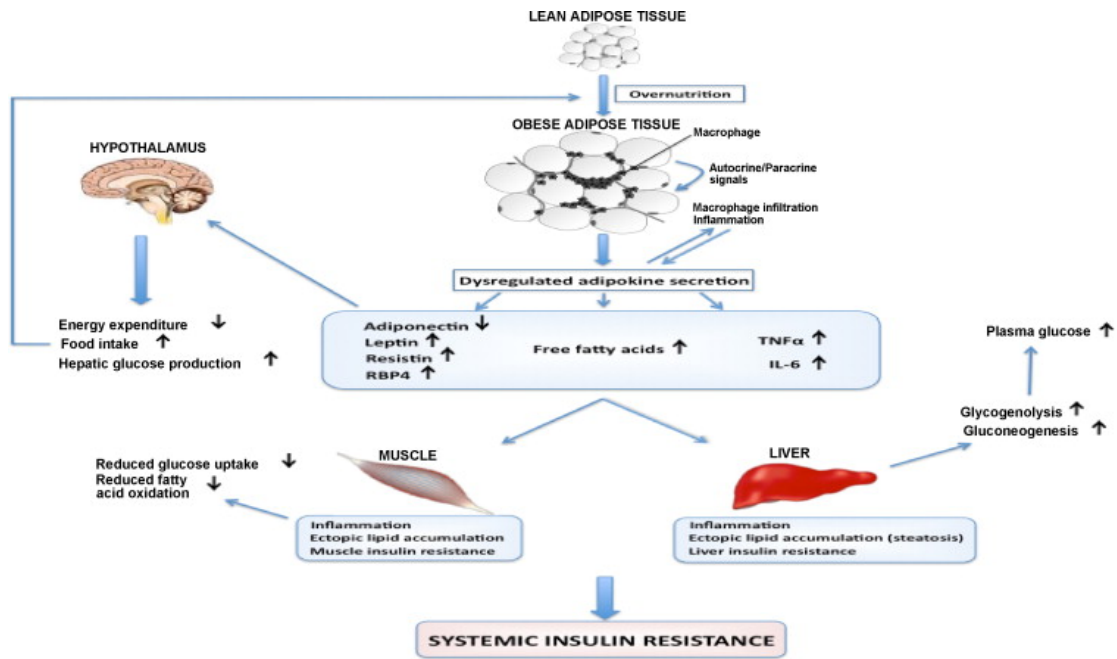 LEAN ADIPOSE TISSUE
Overnutrition
OBESE ADIPOSE TISSUE
Macrophage
Autocrine/Paracrine
signals
Macrophage infiltration
Inflammation
HYPOTHALAMUS
Dysregulated adipokine secretion
Energy expenditure ↓
Food intake ↑
Hepatic glucose production ↑
Adiponectin ↓
Leptin ↑
Resistin ↑
RBP4 ↑
Free fatty acids ↑
TNFα ↑
IL-6 ↑
Plasma glucose ↑
Glycogenolysis ↑
Gluconeogenesis ↑
MUSCLE
Reduced glucose uptake ↓
Reduced fatty
acid oxidation ↓
Inflammation
Ectopic lipid accumulation
Muscle insulin resistance
LIVER
Inflammation
Ectopic lipid accumulation (steatosis)
Liver insulin resistance
SYSTEMIC INSULIN RESISTANCE